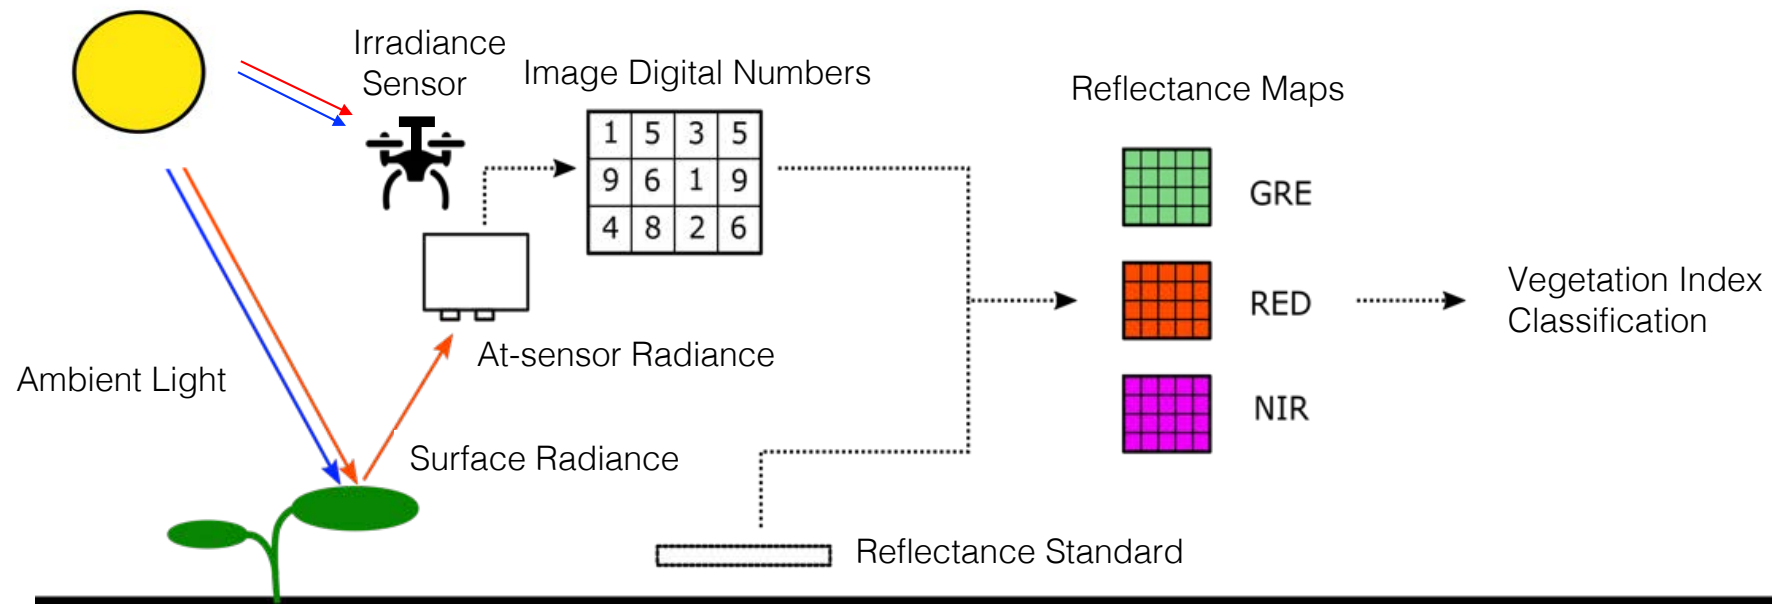 Irradiance
Sensor
Image Digital Numbers
1 5 3 5
9 6 1 9
4 8 2 6
Reflectance Maps
GRE
RED
NIR
Vegetation Index
Classification
At-sensor Radiance
Ambient Light
Surface Radiance
Reflectance Standard